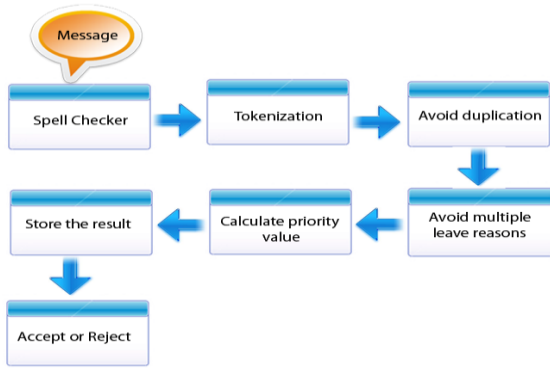 Message
Spell Checker
Tokenization
Avoid duplication
Avoid multiple
leave reasons
Calculate priority
value
Store the result
Accept or Reject